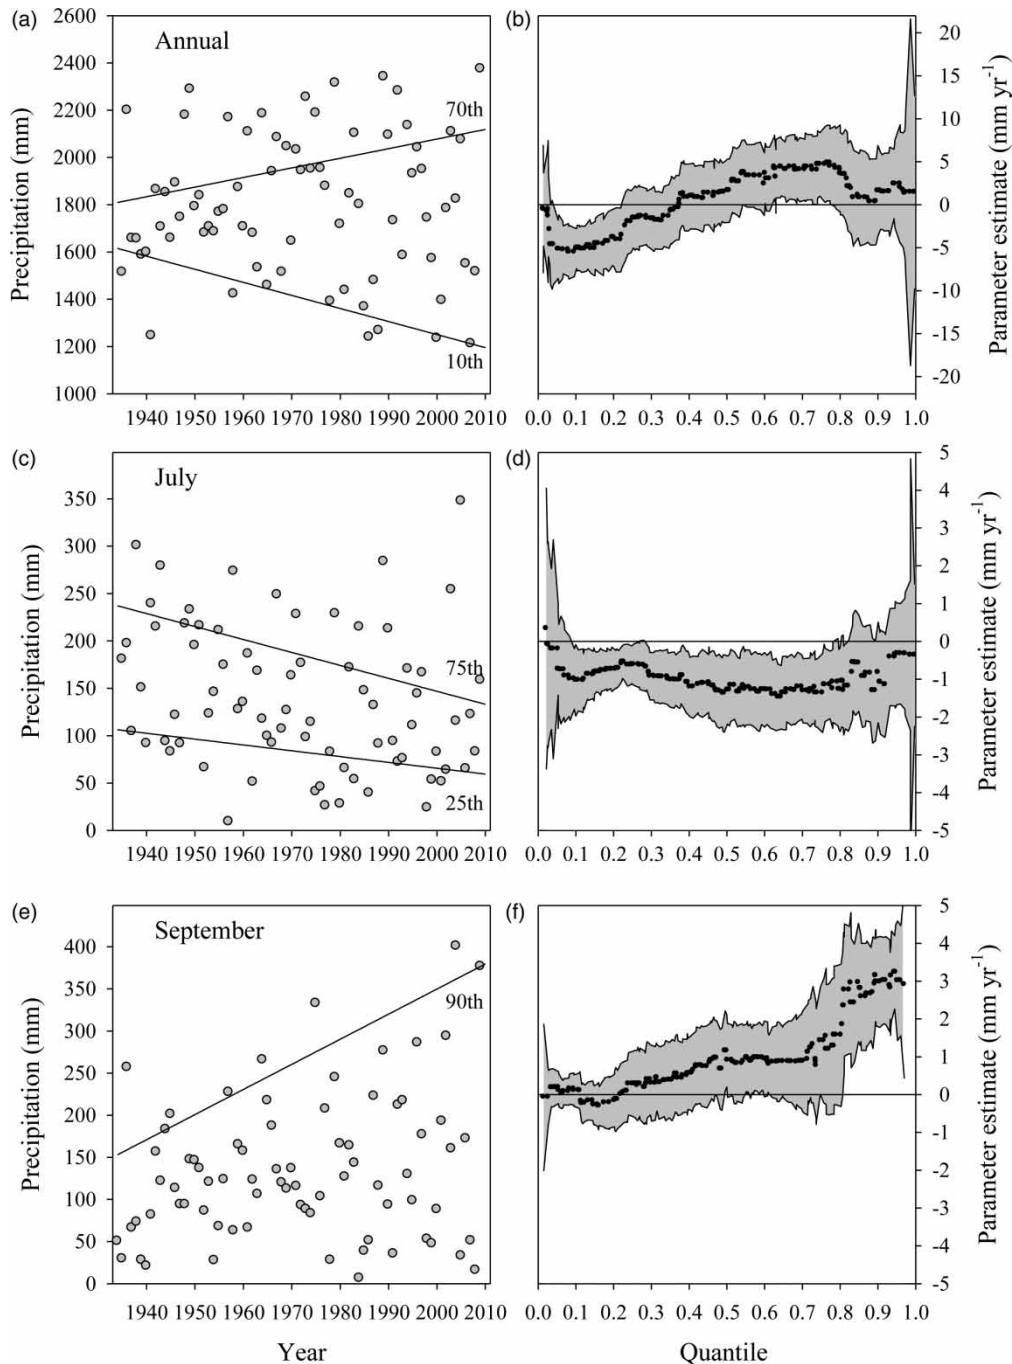 (a) Annual
2600
2400
2200
2000
1800
1600
1400
1200
1000
Precipitation (mm)
70th
10th
1940 1950 1960 1970 1980 1990 2000 2010
(b)
20
15
10
5
0
-5
-10
-15
-20
Parameter estimate (mm yr-1)
0.0 0.1 0.2 0.3 0.4 0.5 0.6 0.7 0.8 0.9 1.0
(c) July
350
300
250
200
150
100
50
0
Precipitation (mm)
75th
25th
1940 1950 1960 1970 1980 1990 2000 2010
(d)
5
4
3
2
1
0
-1
-2
-3
-4
-5
Parameter estimate (mm yr-1)
0.0 0.1 0.2 0.3 0.4 0.5 0.6 0.7 0.8 0.9 1.0
(e) September
400
350
300
250
200
150
100
50
0
Precipitation (mm)
90th
1940 1950 1960 1970 1980 1990 2000 2010
Year
(f)
5
4
3
2
1
0
-1
-2
-3
-4
-5
Parameter estimate (mm yr-1)
0.0 0.1 0.2 0.3 0.4 0.5 0.6 0.7 0.8 0.9 1.0
Quantile